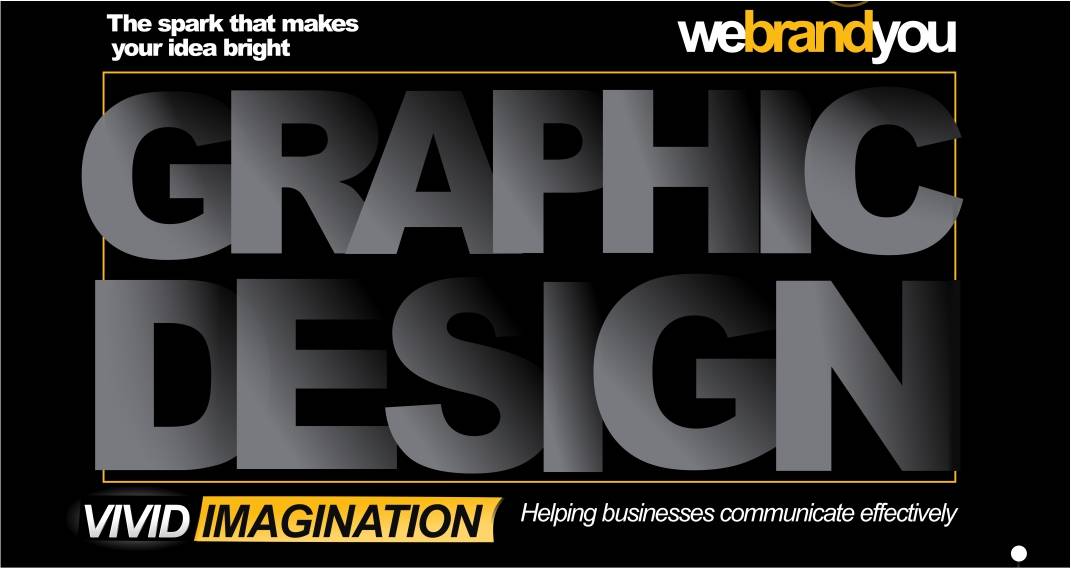 The spark that makes
your idea bright
webrandyou
GRAPHIC
DESIGN
VIVID IMAGINATION
Helping businesses communicate effectively